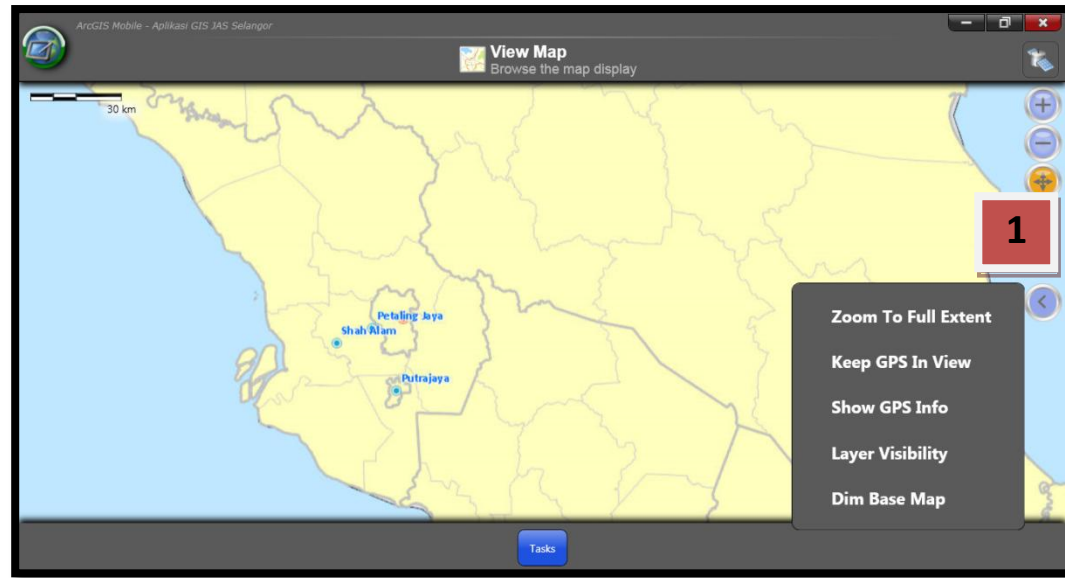 ArcGIS Mobile - Aplikasi GIS JAS Selangor
View Map
Browse the map display
30 km
1
Petaling Jaya
Shah Alam
Putrajaya
Zoom To Full Extent
Keep GPS In View
Show GPS Info
Layer Visibility
Dim Base Map
Tasks